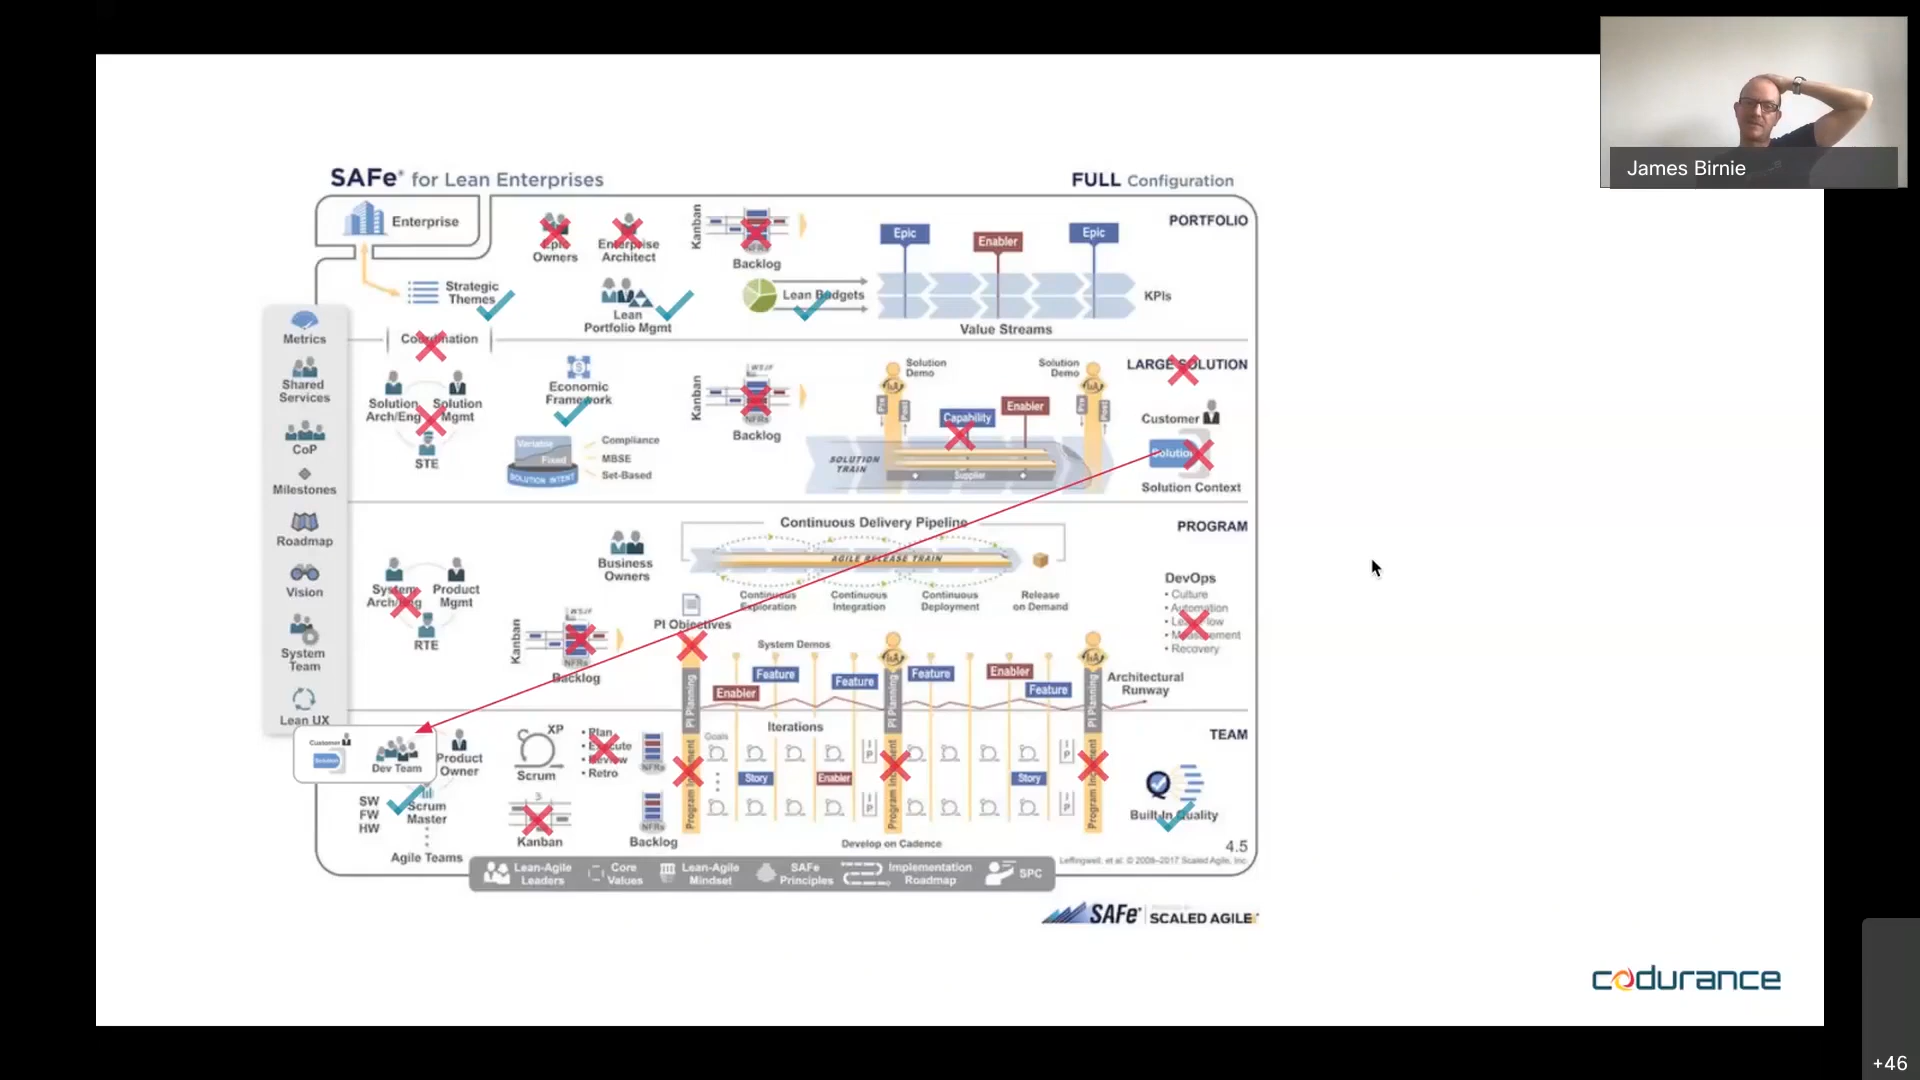 James Birnie
SAFe® for Lean Enterprises
FULL Configuration
Enterprise
Epic
Owners
Enterprise
Architect
Kanban
NFRs
Backlog
Epic
Enabler
Epic
PORTFOLIO
Strategic
Themes
Lean
Portfolio Mgmt
Lean Budgets
KPIs
Value Streams
Metrics
Shared
Services
CoP
Milestones
Roadmap
Vision
System
Team
Lean UX
Coordination
Solution
Arch/Eng
Solution
Mgmt
STE
Economic
Framework
Variable
Fixed
SOLUTION INTENT
Compliance
MBSE
Set-Based
Kanban
WSJF
NFRs
Backlog
Solution
Demo
Solution
Demo
I&A
I&A
Pre
Post
Pre
Post
Capability
Enabler
SOLUTION
TRAIN
Supplier
LARGE SOLUTION
Customer
Solution
Solution Context
PROGRAM
Continuous Delivery Pipeline
AGILE RELEASE TRAIN
Business
Owners
Continuous
Exploration
Continuous
Integration
Continuous
Deployment
Release
on Demand
DevOps
• Culture
• Automation
• Lean Flow
• Measurement
• Recovery
System
Arch/Eng
Product
Mgmt
RTE
Kanban
WSJF
NFRs
Backlog
PI Objectives
System Demos
Enabler
Feature
Feature
Feature
Enabler
Feature
I&A
I&A
Architectural
Runway
PI Planning
PI Planning
PI Planning
TEAM
Customer
Solution
Dev Team
Product
Owner
SW
FW
HW
Scrum
Master
Agile Teams
XP
Scrum
• Plan
• Execute
• Review
• Retro
3
Kanban
NFRs
NFRs
Backlog
Iterations
Goals
Program Increment
Program Increment
Program Increment
Story
Enabler
Story
I P
I P
I P
I P
Develop on Cadence
Built-In Quality
4.5
Leffingwell, et al. © 2008–2017 Scaled Agile, Inc.
Lean-Agile
Leaders
Core
Values
Lean-Agile
Mindset
SAFe
Principles
Implementation
Roadmap
SPC
SAFe®
SCALED AGILE
codurance
+46